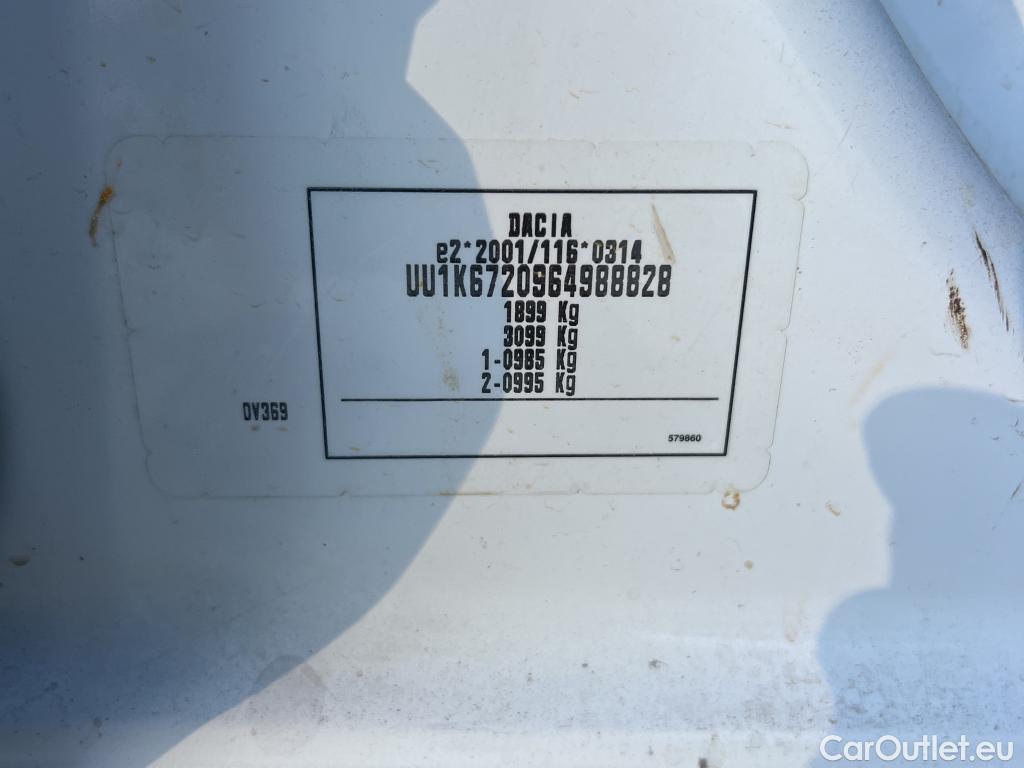 DACIA
e2*2001/116*0314
UU1K6720964988828
1899 Kg
3099 Kg
1-0985 Kg
2-0995 Kg
OV369
579860
CarOutlet.eu